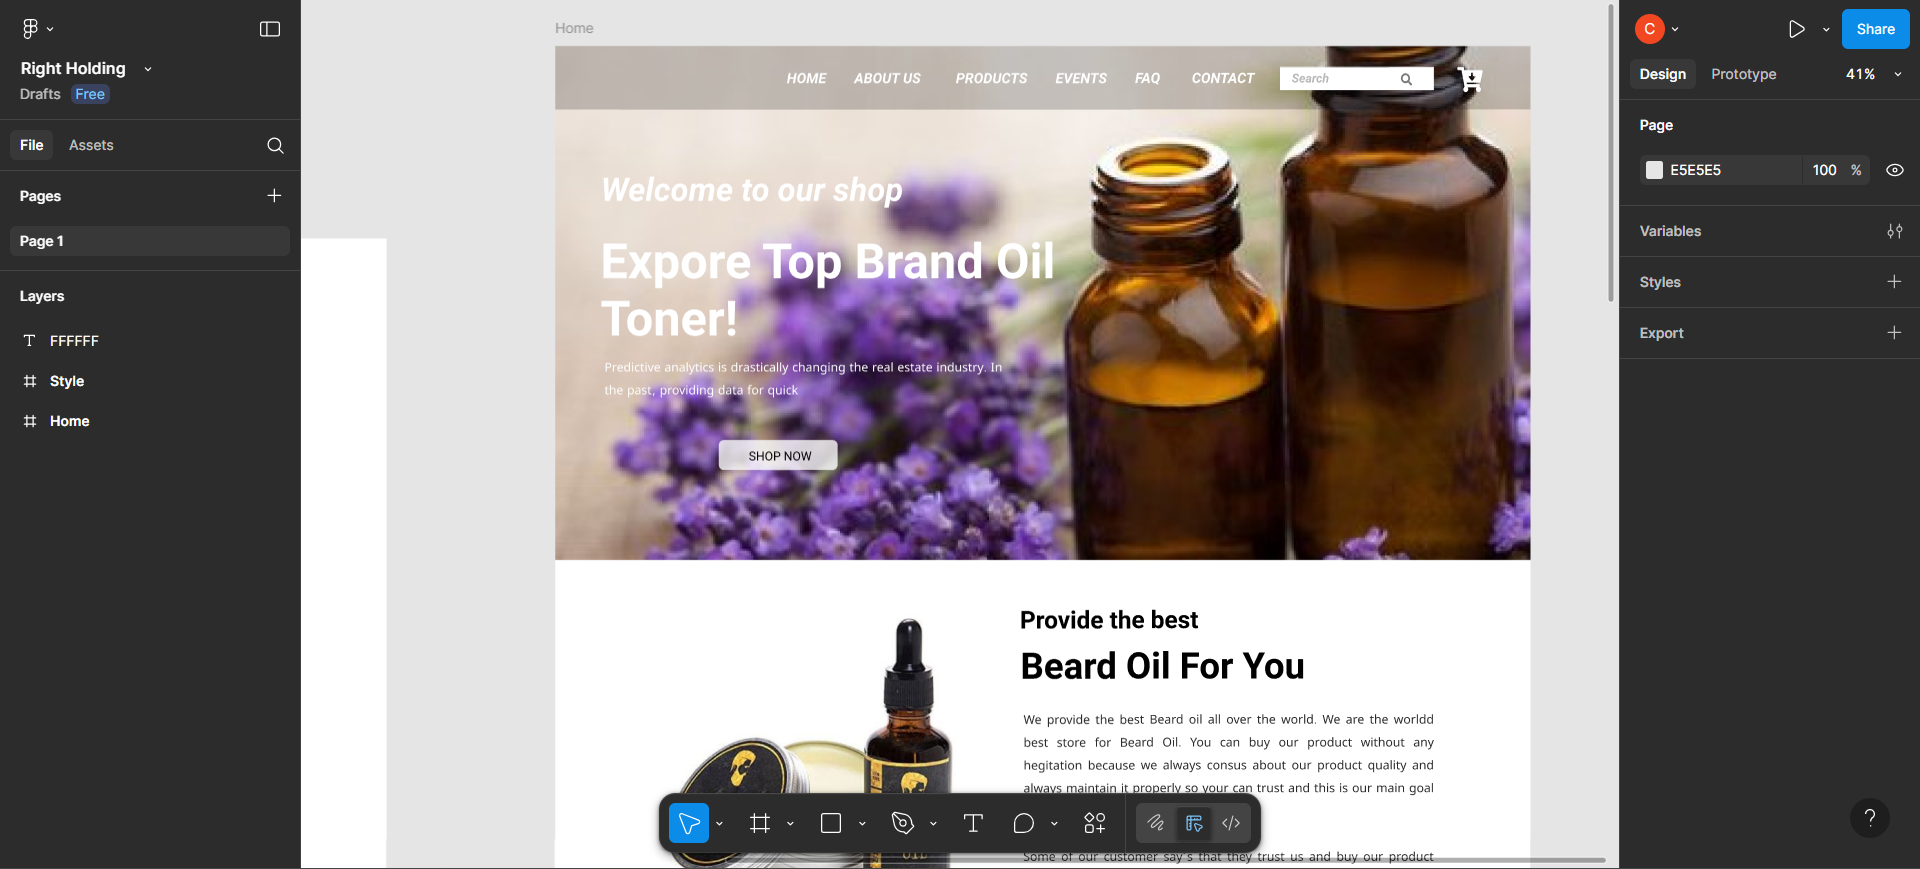 Right Holding
Drafts Free
File Assets
Pages
Page 1
Layers
FFFFFF
Style
Home
Home
HOME ABOUT US PRODUCTS EVENTS FAQ CONTACT Search
Welcome to our shop
Expore Top Brand Oil
Toner!
Predictive analytics is drastically changing the real estate industry. In
the past, providing data for quick
SHOP NOW
Provide the best
Beard Oil For You
We provide the best Beard oil all over the world. We are the worldd
best store for Beard Oil. You can buy our product without any
hegitation because we always consus about our product quality and
always maintain it properly so your can trust and this is our main goal
Some of our customer say's that they trust us and buy our product
OIL
C
Share
Design Prototype 41%
Page
E5E5E5 100 %
Variables
Styles
Export
?